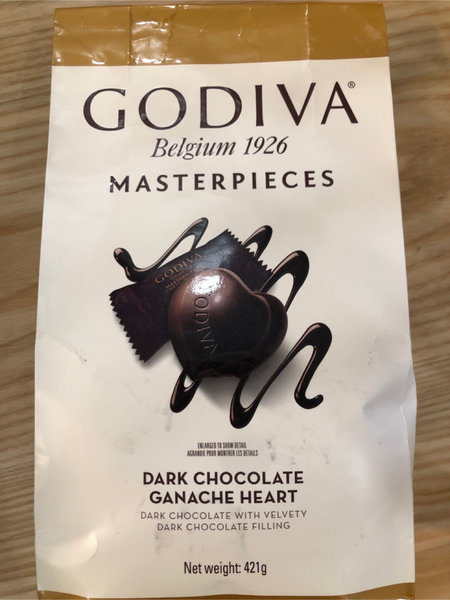 GODIVA®
Belgium 1926
MASTERPIECES
GODIVA
GODIVA
ENLARGED TO SHOW DETAIL
AGRANDIE POUR MONTRER LES DETAILS
DARK CHOCOLATE
GANACHE HEART
DARK CHOCOLATE WITH VELVETY
DARK CHOCOLATE FILLING
Net weight: 421g